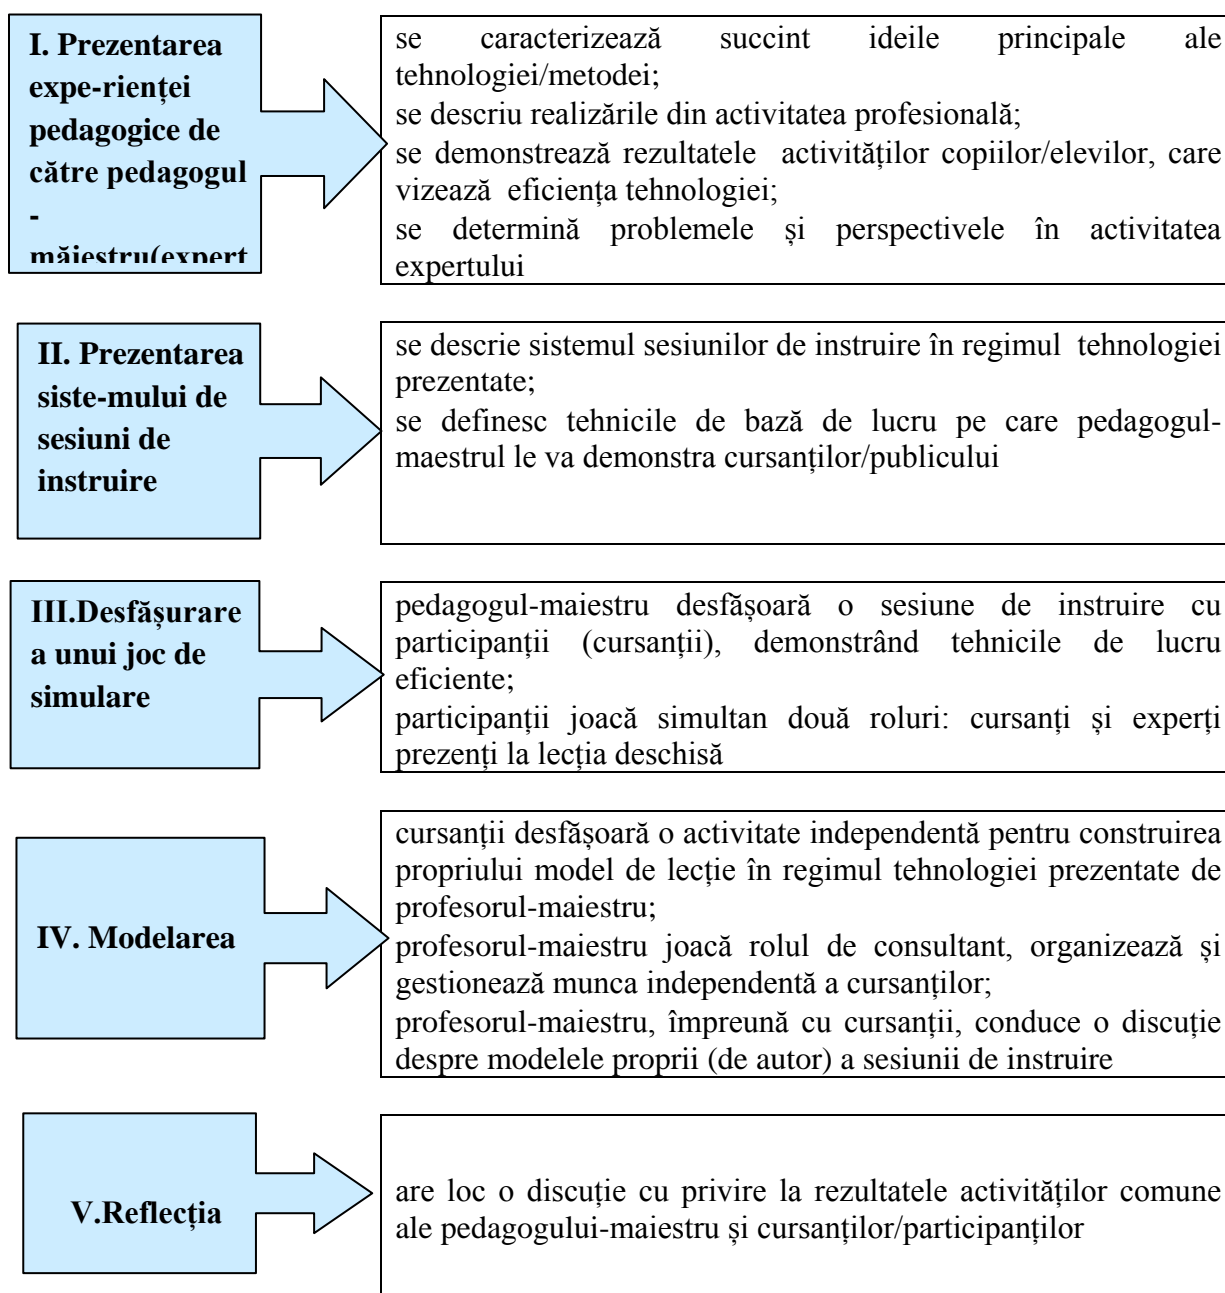 I. Prezentarea
expe-rienței
pedagogice de
către pedagogul
-
măiestru(expert
se caracterizează succint ideile principale ale
tehnologiei/metodei;
se descriu realizările din activitatea profesională;
se demonstrează rezultatele activităților copiilor/elevilor, care
vizează eficiența tehnologiei;
se determină problemele și perspectivele în activitatea
expertului
II. Prezentarea
siste-mului de
sesiuni de
instruire
se descrie sistemul sesiunilor de instruire în regimul tehnologiei
prezentate;
se definesc tehnicile de bază de lucru pe care pedagogul-
maestrul le va demonstra cursanților/publicului
III.Desfășurare
a unui joc de
simulare
pedagogul-maiestru desfășoară o sesiune de instruire cu
participanții (cursanții), demonstrând tehnicile de lucru
eficiente;
participanții joacă simultan două roluri: cursanți și experți
prezenți la lecția deschisă
IV. Modelarea
cursanții desfășoară o activitate independentă pentru construirea
propriului model de lecție în regimul tehnologiei prezentate de
profesorul-maiestru;
profesorul-maiestru joacă rolul de consultant, organizează și
gestionează munca independentă a cursanților;
profesorul-maiestru, împreună cu cursanții, conduce o discuție
despre modelele proprii (de autor) a sesiunii de instruire
V.Reflecția
are loc o discuție cu privire la rezultatele activităților comune
ale pedagogului-maiestru și cursanților/participanților